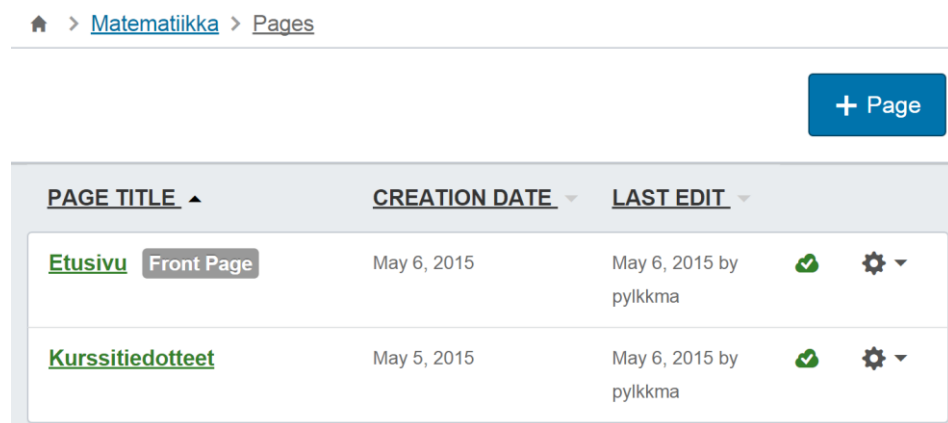 > Matematiikka > Pages
+ Page
PAGE TITLE CREATION DATE LAST EDIT
Etusivu Front Page May 6, 2015 May 6, 2015 by
pylkkma
Kurssitiedotteet May 5, 2015 May 6, 2015 by
pylkkma